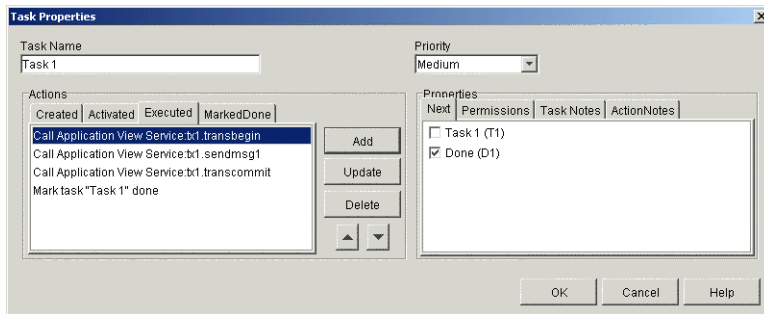 Task Properties
Task Name
Task 1
Priority
Medium
Actions
Created Activated Executed MarkedDone
Call Application View Service:tx1.transbegin
Call Application View Service:tx1.sendmsg1
Call Application View Service:tx1.transcommit
Mark task "Task 1" done
Add
Update
Delete
Properties
Next Permissions Task Notes ActionNotes
Task 1 (T1)
Done (D1)
OK Cancel Help